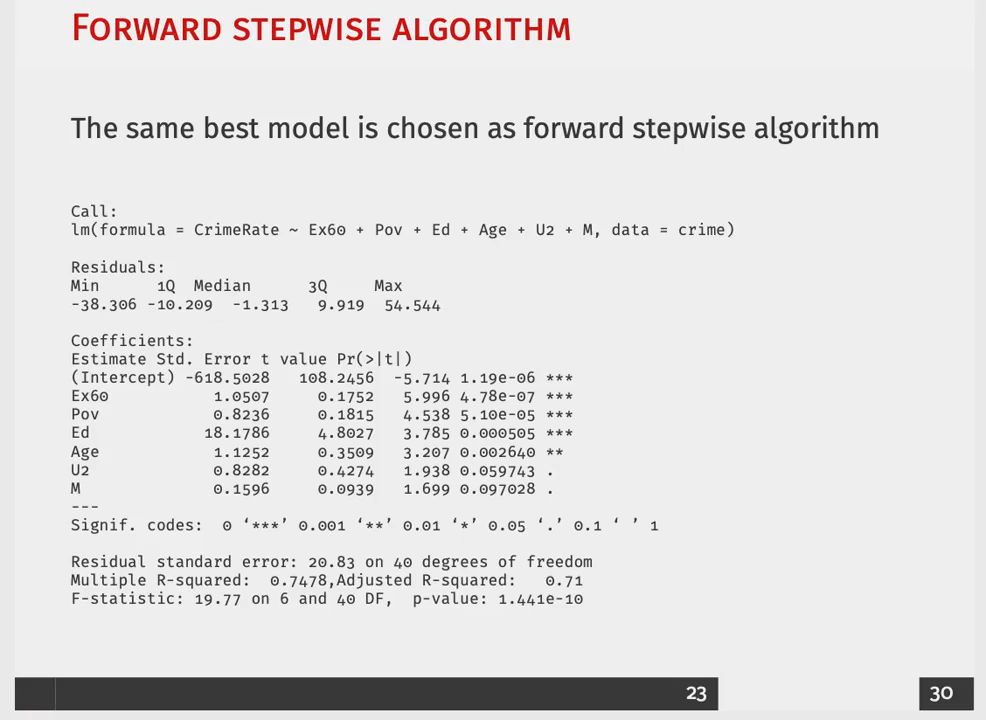 FORWARD STEPWISE ALGORITHM
The same best model is chosen as forward stepwise algorithm
Call:
lm(formula = CrimeRate ~ Ex60 + Pov + Ed + Age + U2 + M, data = crime)
Residuals:
Min 1Q Median 3Q Max
-38.306 -10.209 -1.313 9.919 54.544
Coefficients:
Estimate Std. Error t value Pr(>|t|)
(Intercept) -618.5028 108.2456 -5.714 1.19e-06 ***
Ex60 1.0507 0.1752 5.996 4.78e-07 ***
Pov 0.8236 0.1815 4.538 5.10e-05 ***
Ed 18.1786 4.8027 3.785 0.000505 ***
Age 1.1252 0.3509 3.207 0.002640 **
U2 0.8282 0.4274 1.938 0.059743 .
M 0.1596 0.0939 1.699 0.097028 .
---
Signif. codes: 0 ‘***’ 0.001 ‘**’ 0.01 ‘*’ 0.05 ‘.’ 0.1 ‘ ’ 1
Residual standard error: 20.83 on 40 degrees of freedom
Multiple R-squared: 0.7478,Adjusted R-squared: 0.71
F-statistic: 19.77 on 6 and 40 DF, p-value: 1.441e-10
23
30